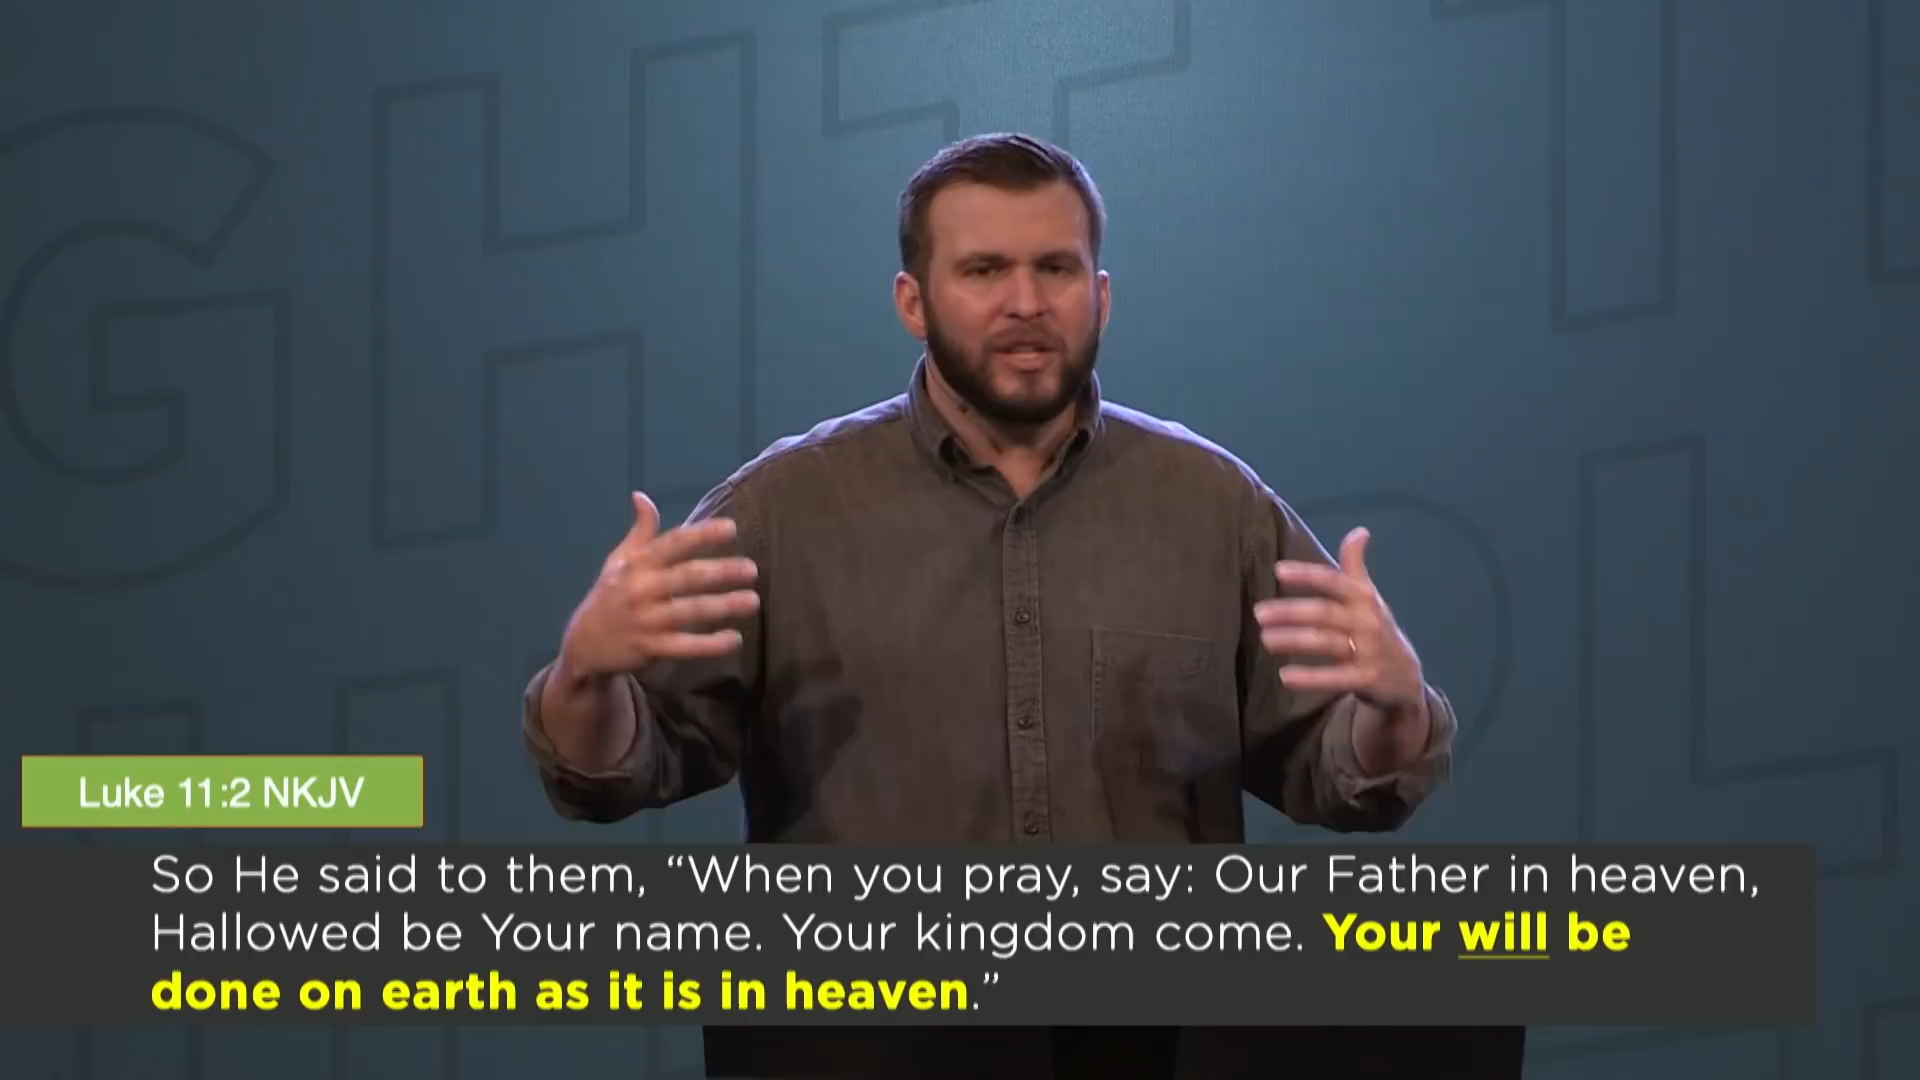 GHT
Luke 11:2 NKJV
So He said to them, “When you pray, say: Our Father in heaven,
Hallowed be Your name. Your kingdom come. Your will be
done on earth as it is in heaven.”